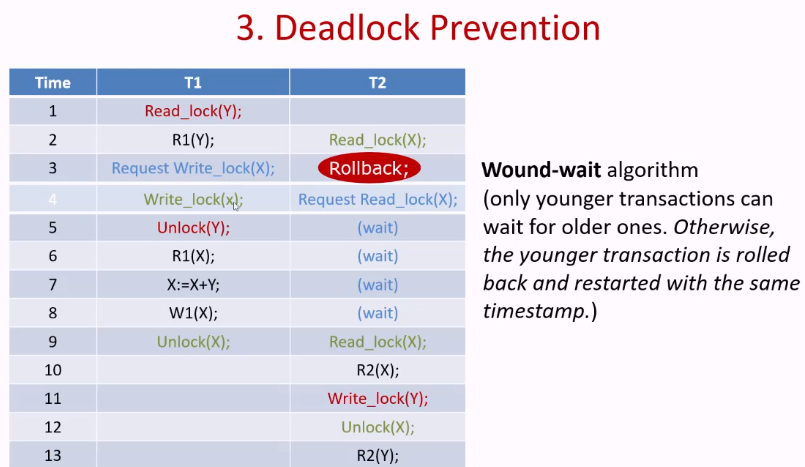 3. Deadlock Prevention
Time T1 T2
1 Read_lock(Y);
2 R1(Y); Read_lock(X);
3 Request Write_lock(X); Rollback;
4 Write_lock(x); Request Read_lock(X);
5 Unlock(Y); (wait)
6 R1(X); (wait)
7 X:=X+Y; (wait)
8 W1(X); (wait)
9 Unlock(X); Read_lock(X);
10 R2(X);
11 Write_lock(Y);
12 Unlock(X);
13 R2(Y);
Wound-wait algorithm
(only younger transactions can
wait for older ones. Otherwise,
the younger transaction is rolled
back and restarted with the same
timestamp.)